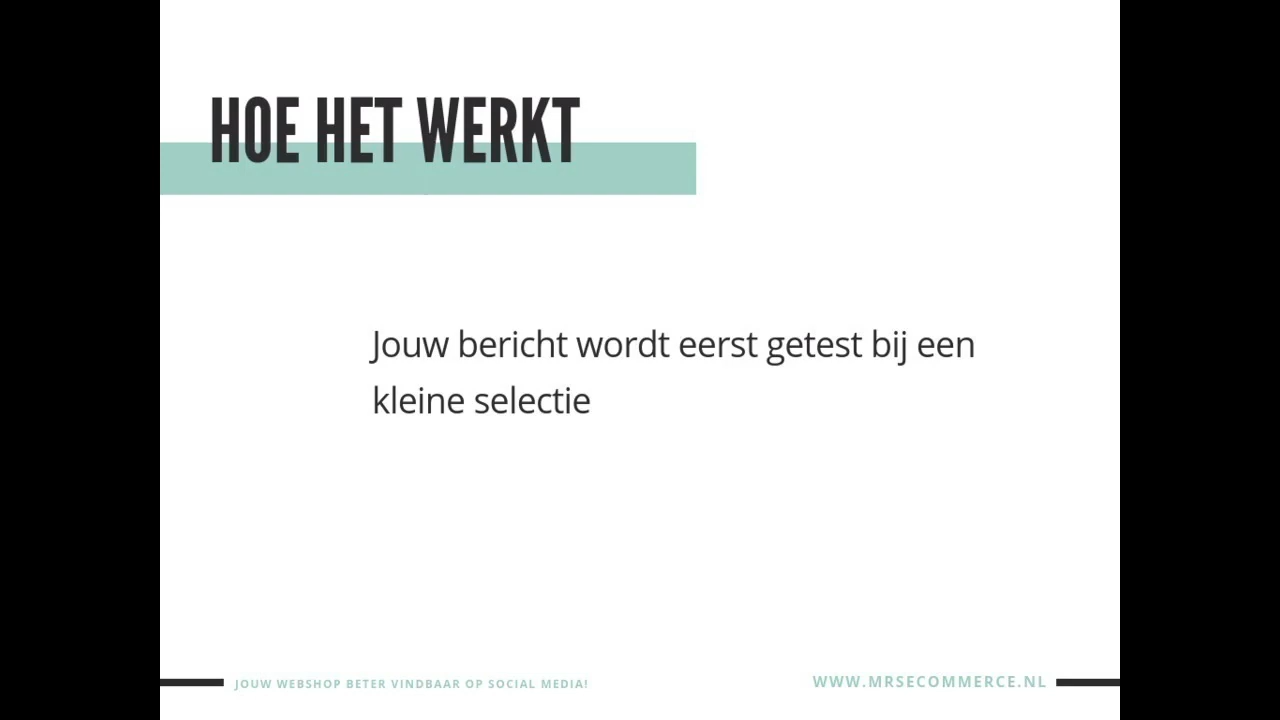 HOE HET WERKT
Jouw bericht wordt eerst getest bij een
kleine selectie
JOUW WEBSHOP BETER VINDBAAR OP SOCIAL MEDIA!
WWW.MRSECOMMERCE.NL